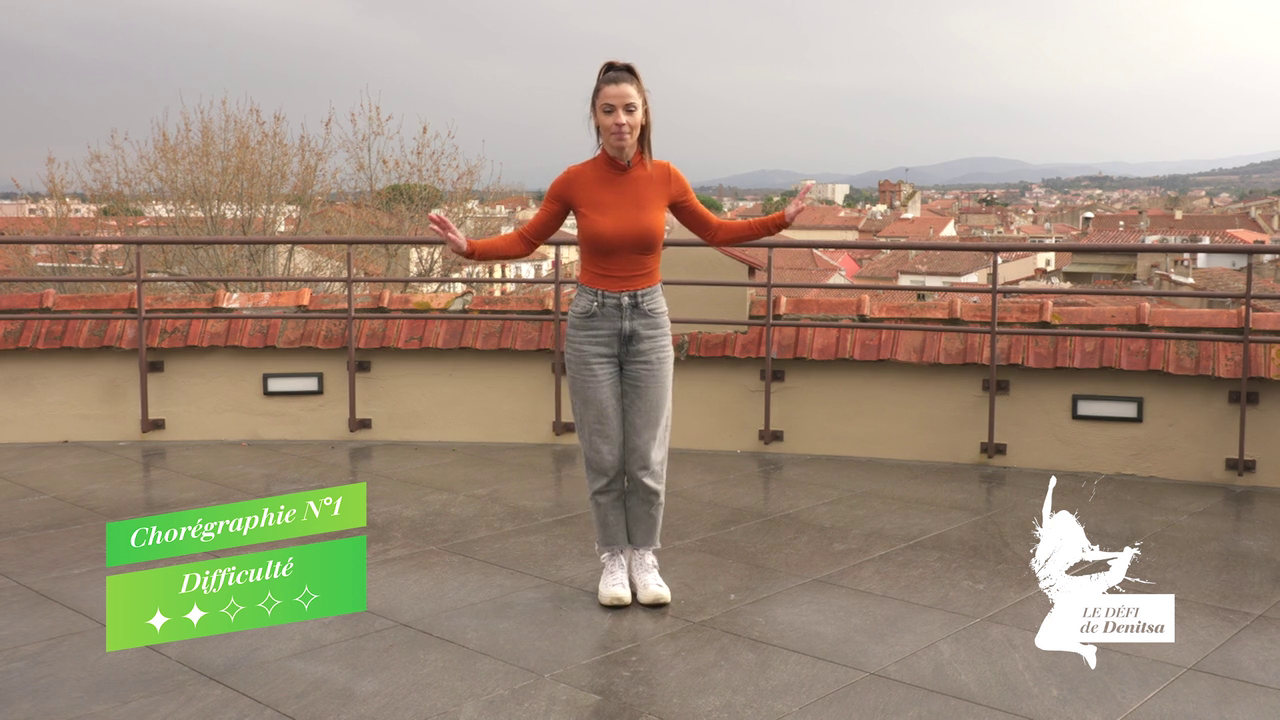 Chorégraphie N°1
Difficulté
LE DÉFI
de Denitsa